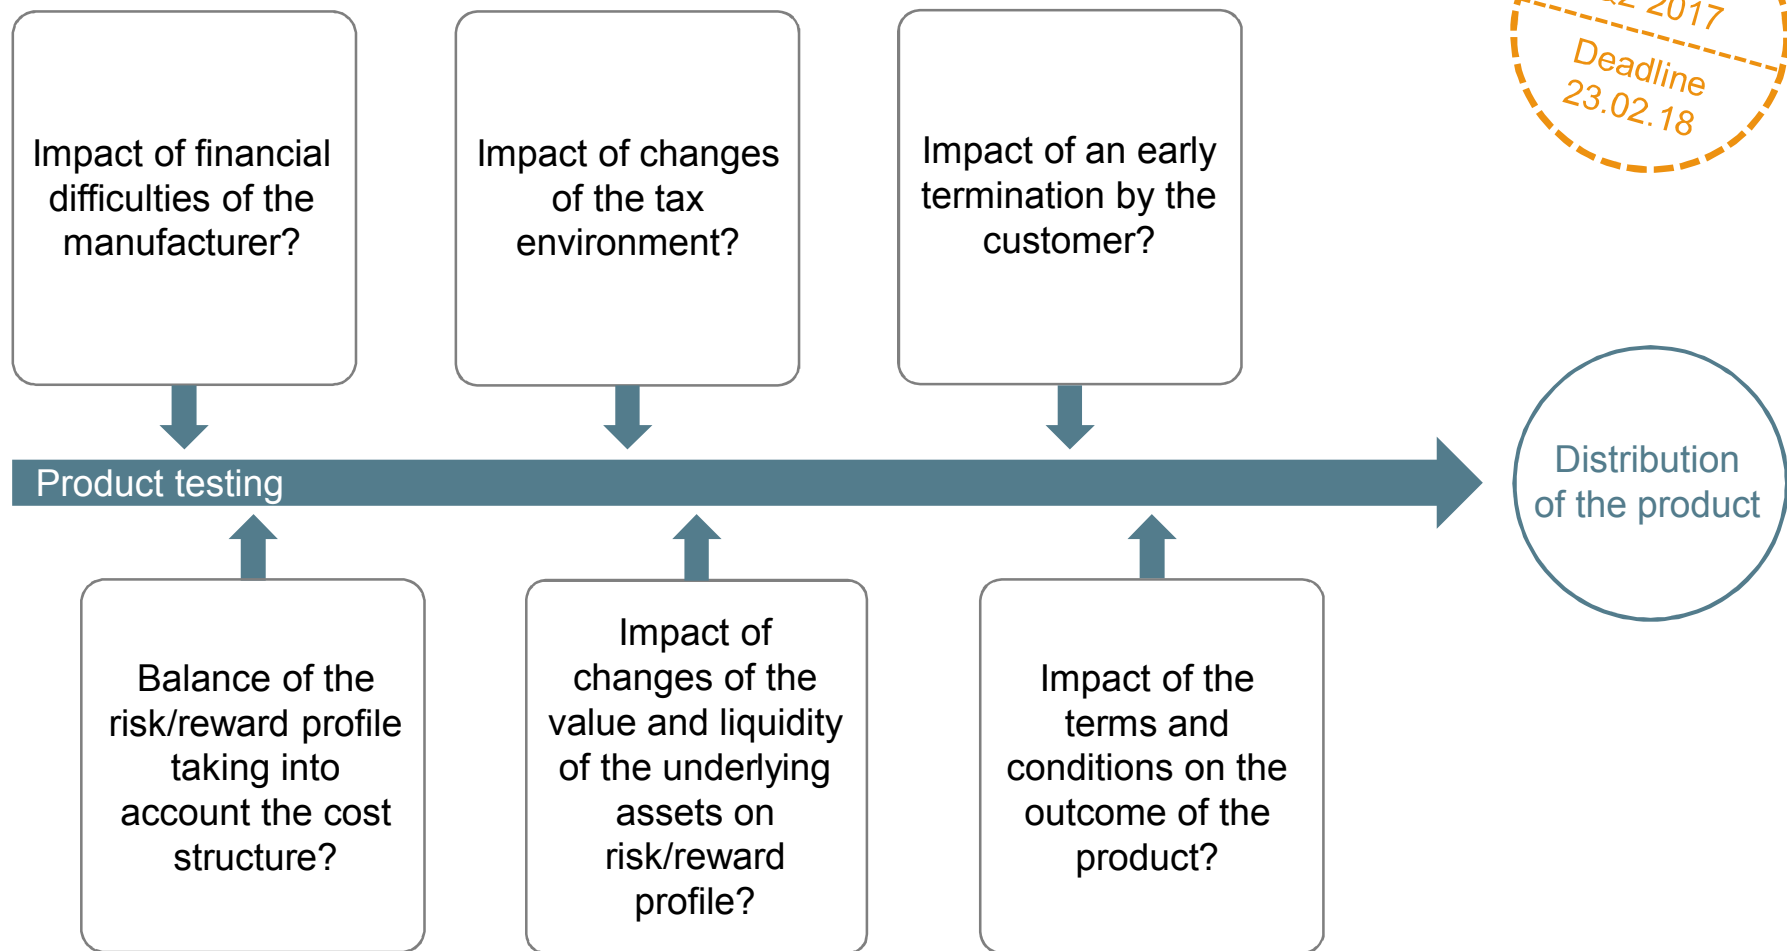 Impact of financial
difficulties of the
manufacturer?
Impact of changes
of the tax
environment?
Impact of an early
termination by the
customer?
2017
Deadline
23.02.18
Product testing
Distribution
of the product
Balance of the
risk/reward profile
taking into
account the cost
structure?
Impact of
changes of the
value and liquidity
of the underlying
assets on
risk/reward
profile?
Impact of the
terms and
conditions on the
outcome of the
product?